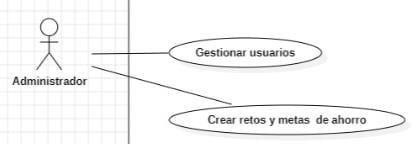 Gestionar usuarios
Administrador
Crear retos y metas de ahorro